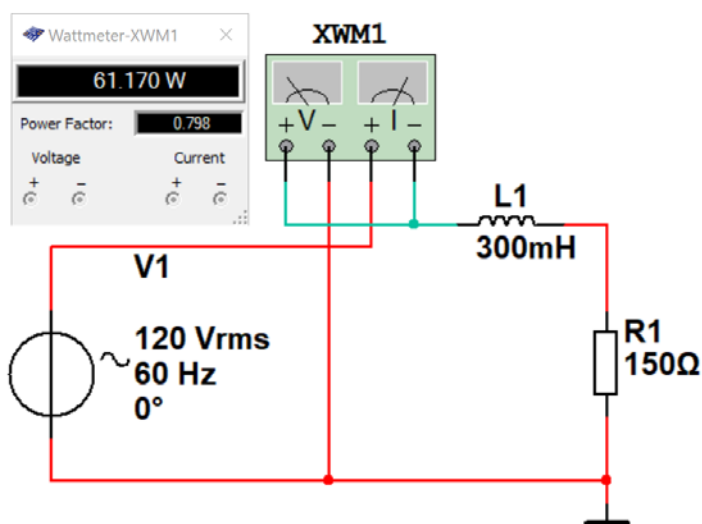 Wattmeter-XWM1
61.170 W
Power Factor: 0.798
Voltage Current
+ - + -
XWM1
+ V - + I -
L1
300mH
V1
120 Vrms
60 Hz
0°
R1
150Ω